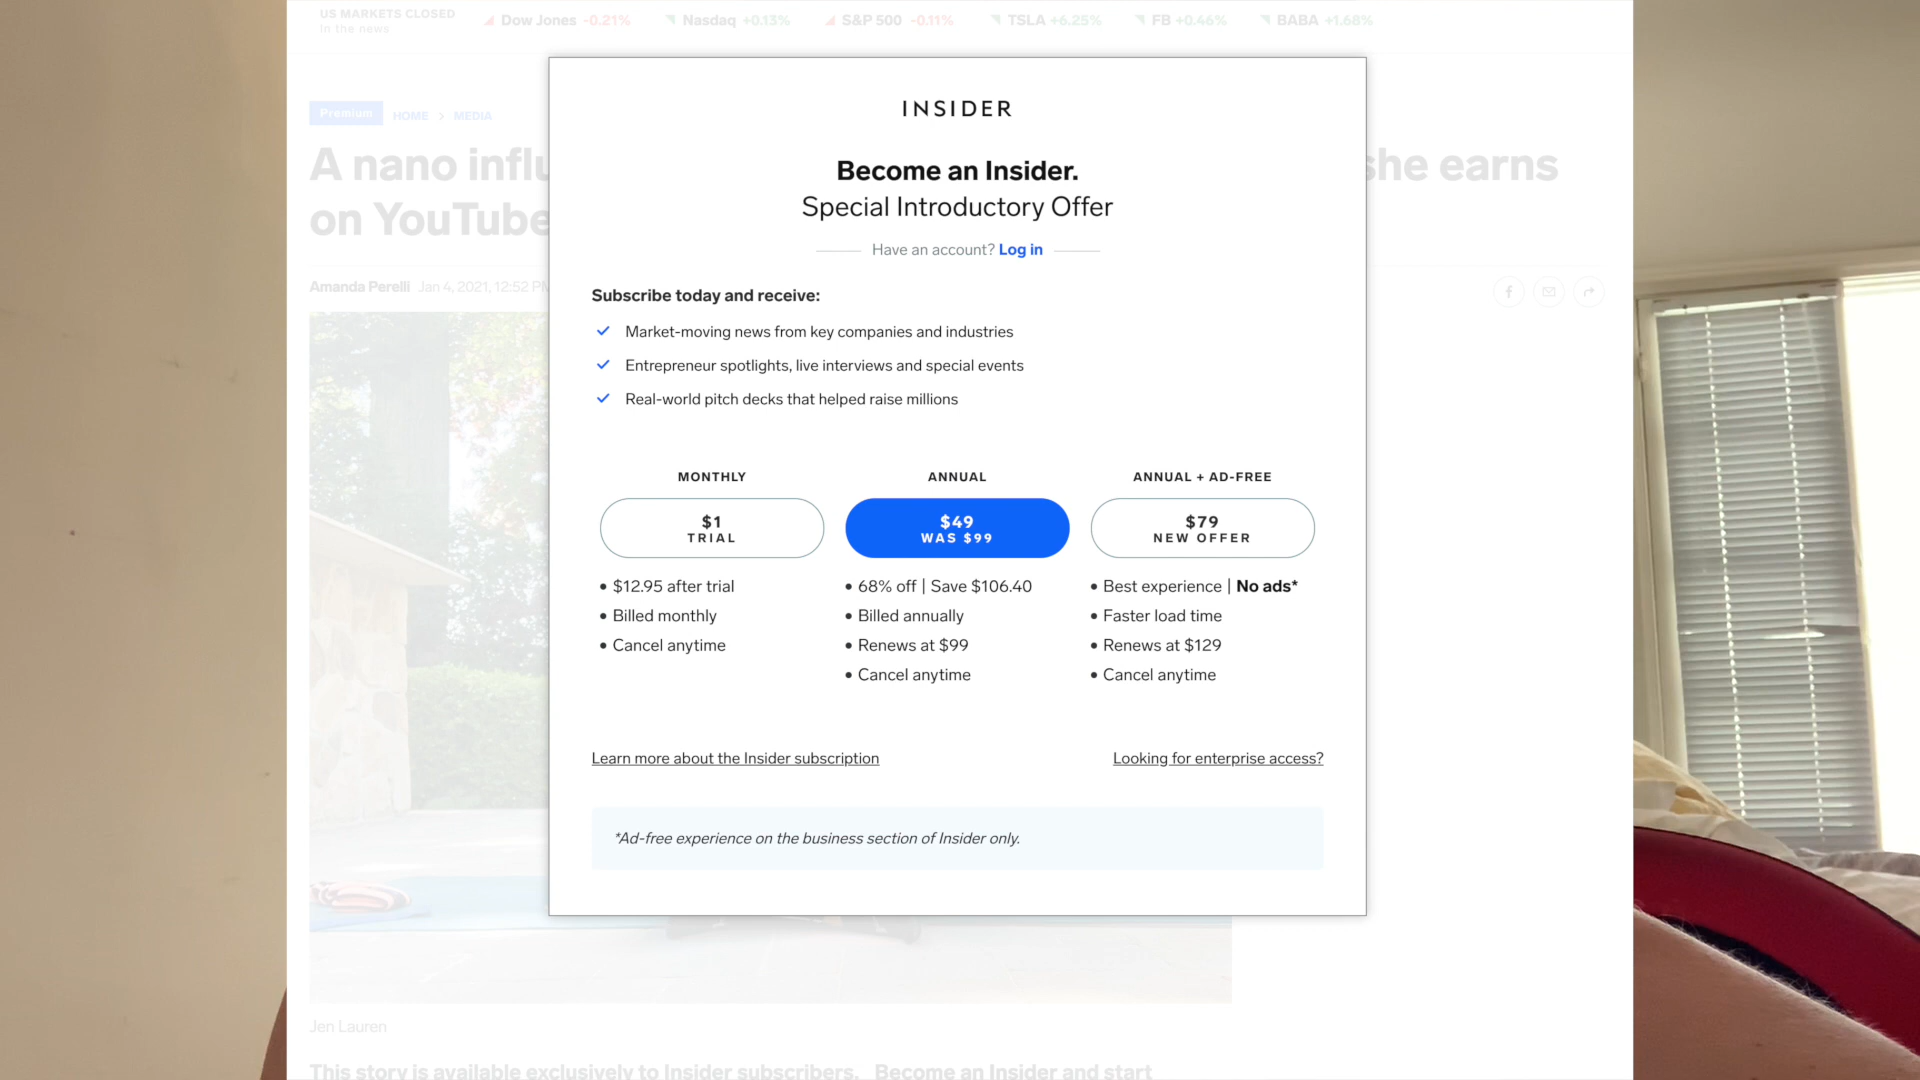 US MARKETS CLOSED
In the news
Dow Jones -0.21%
Nasdaq +0.13%
S&P 500 -0.11%
TSLA +6.25%
FB +0.46%
BABA +1.68%
Premium
HOME > MEDIA
A nano influ
she earns
on YouTube
Amanda Perelli Jan 4, 2021, 12:52 PM
INSIDER
Become an Insider.
Special Introductory Offer
Have an account? Log in
Subscribe today and receive:
Market-moving news from key companies and industries
Entrepreneur spotlights, live interviews and special events
Real-world pitch decks that helped raise millions
MONTHLY
$1
TRIAL
• $12.95 after trial
• Billed monthly
• Cancel anytime
ANNUAL
$49
WAS $99
• 68% off | Save $106.40
• Billed annually
• Renews at $99
• Cancel anytime
ANNUAL + AD-FREE
$79
NEW OFFER
• Best experience | No ads*
• Faster load time
• Renews at $129
• Cancel anytime
Learn more about the Insider subscription
Looking for enterprise access?
*Ad-free experience on the business section of Insider only.
Jen Lauren
This story is available exclusively to Insider subscribers. Become an Insider and start